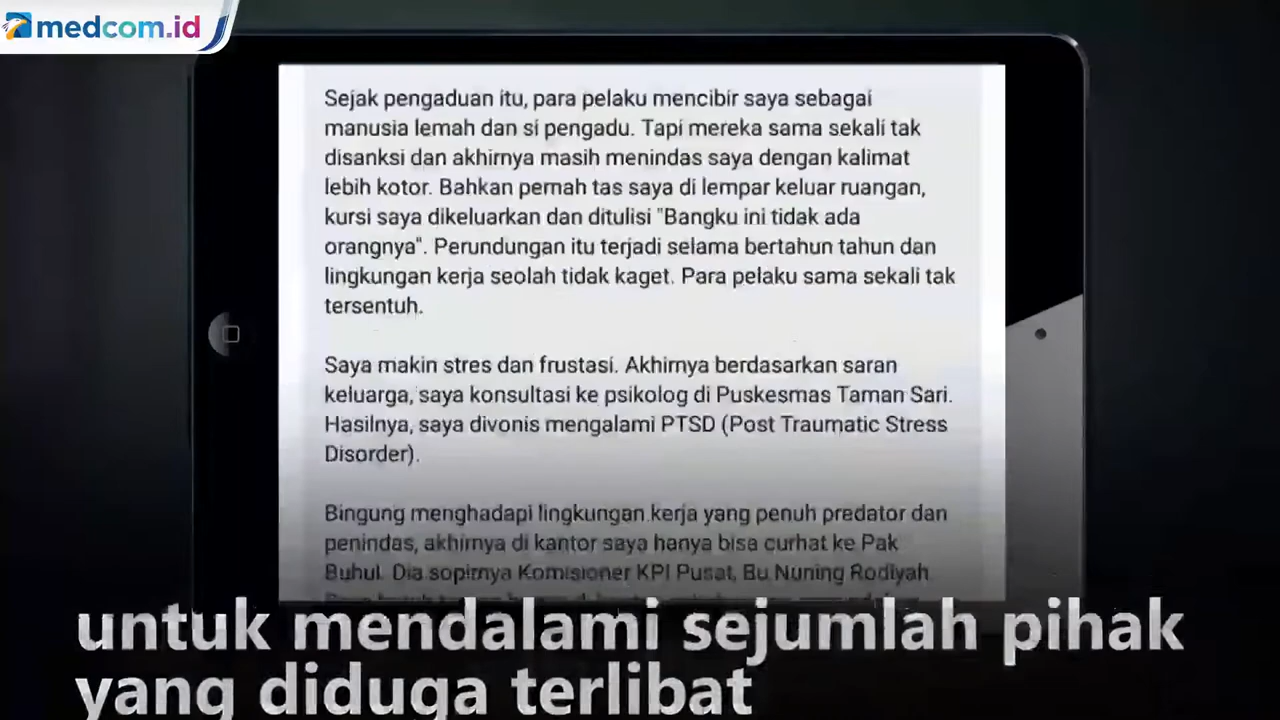 medcom.id
Sejak pengaduan itu, para pelaku mencibir saya sebagai
manusia lemah dan si pengadu. Tapi mereka sama sekali tak
disanksi dan akhirnya masih menindas saya dengan kalimat
lebih kotor. Bahkan pernah tas saya di lempar keluar ruangan,
kursi saya dikeluarkan dan ditulisi "Bangku ini tidak ada
orangnya". Perundungan itu terjadi selama bertahun tahun dan
lingkungan kerja seolah tidak kaget. Para pelaku sama sekali tak
tersentuh.
Saya makin stres dan frustasi. Akhirnya berdasarkan saran
keluarga, saya konsultasi ke psikolog di Puskesmas Taman Sari.
Hasilnya, saya divonis mengalami PTSD (Post Traumatic Stress
Disorder).
Bingung menghadapi lingkungan kerja yang penuh predator dan
penindas, akhirnya di kantor saya hanya bisa curhat ke Pak
Buhul. Dia sopirnya Komisioner KPI Pusat, Bu Nuning Rodiyah
untuk mendalami sejumlah pihak
yang diduga terlibat